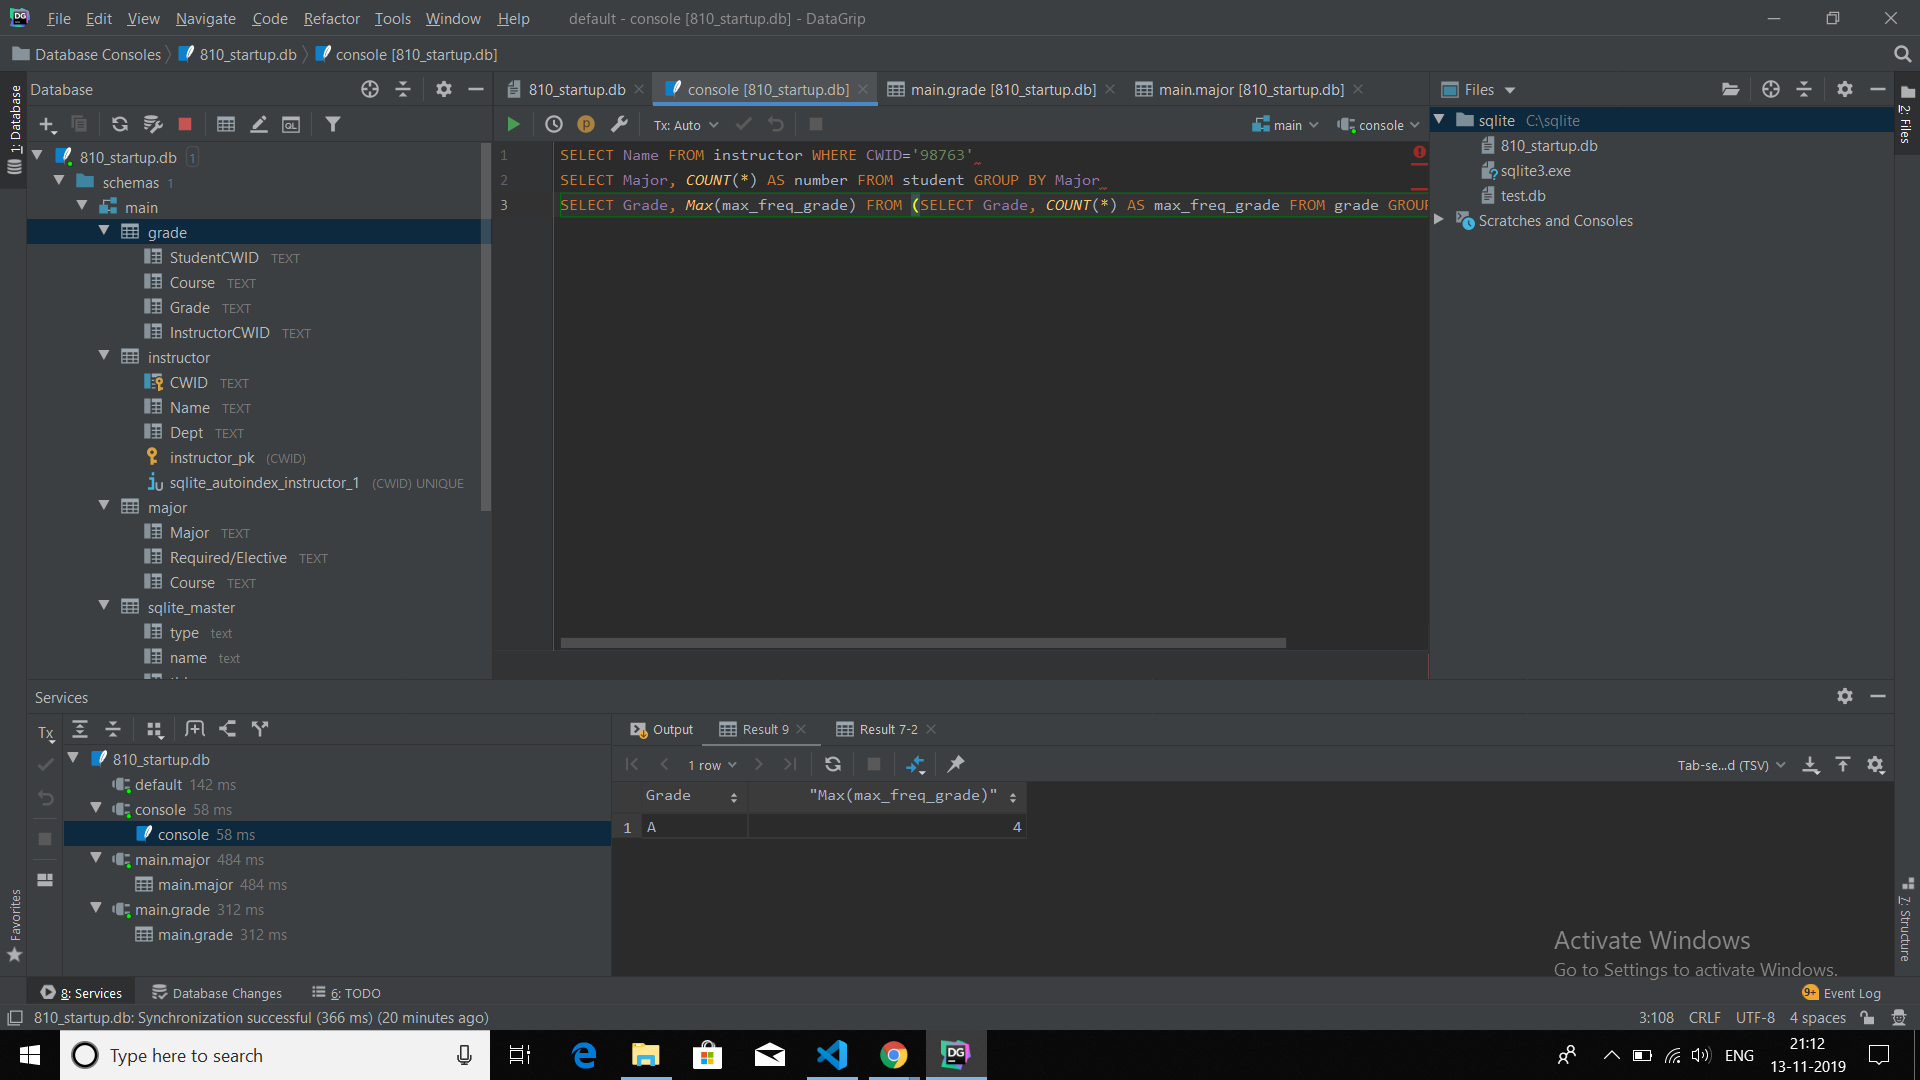 File Edit View Navigate Code Refactor Tools Window Help default - console [810_startup.db] - DataGrip
Database Consoles 810_startup.db console [810_startup.db]
Database
810_startup.db console [810_startup.db] main.grade [810_startup.db] main.major [810_startup.db]
Files
Tx: Auto main console
1: Database
2: Files
810_startup.db 1
schemas 1
main
grade
StudentCWID TEXT
Course TEXT
Grade TEXT
InstructorCWID TEXT
instructor
CWID TEXT
Name TEXT
Dept TEXT
instructor_pk (CWID)
sqlite_autoindex_instructor_1 (CWID) UNIQUE
major
Major TEXT
Required/Elective TEXT
Course TEXT
sqlite_master
type text
name text
1 SELECT Name FROM instructor WHERE CWID='98763'
2 SELECT Major, COUNT(*) AS number FROM student GROUP BY Major
3 SELECT Grade, Max(max_freq_grade) FROM (SELECT Grade, COUNT(*) AS max_freq_grade FROM grade GROUP
sqlite C:\sqlite
810_startup.db
sqlite3.exe
test.db
Scratches and Consoles
Services
Tx
810_startup.db
default 142 ms
console 58 ms
console 58 ms
main.major 484 ms
main.major 484 ms
main.grade 312 ms
main.grade 312 ms
Output Result 9 Result 7-2
1 row Tab-se...d (TSV)
Grade "Max(max_freq_grade)"
1 A 4
Favorites
7: Structure
Activate Windows
Go to Settings to activate Windows.
8: Services Database Changes 6: TODO 9+ Event Log
810_startup.db: Synchronization successful (366 ms) (20 minutes ago) 3:108 CRLF UTF-8 4 spaces
Type here to search
DG
ENG
21:12
13-11-2019